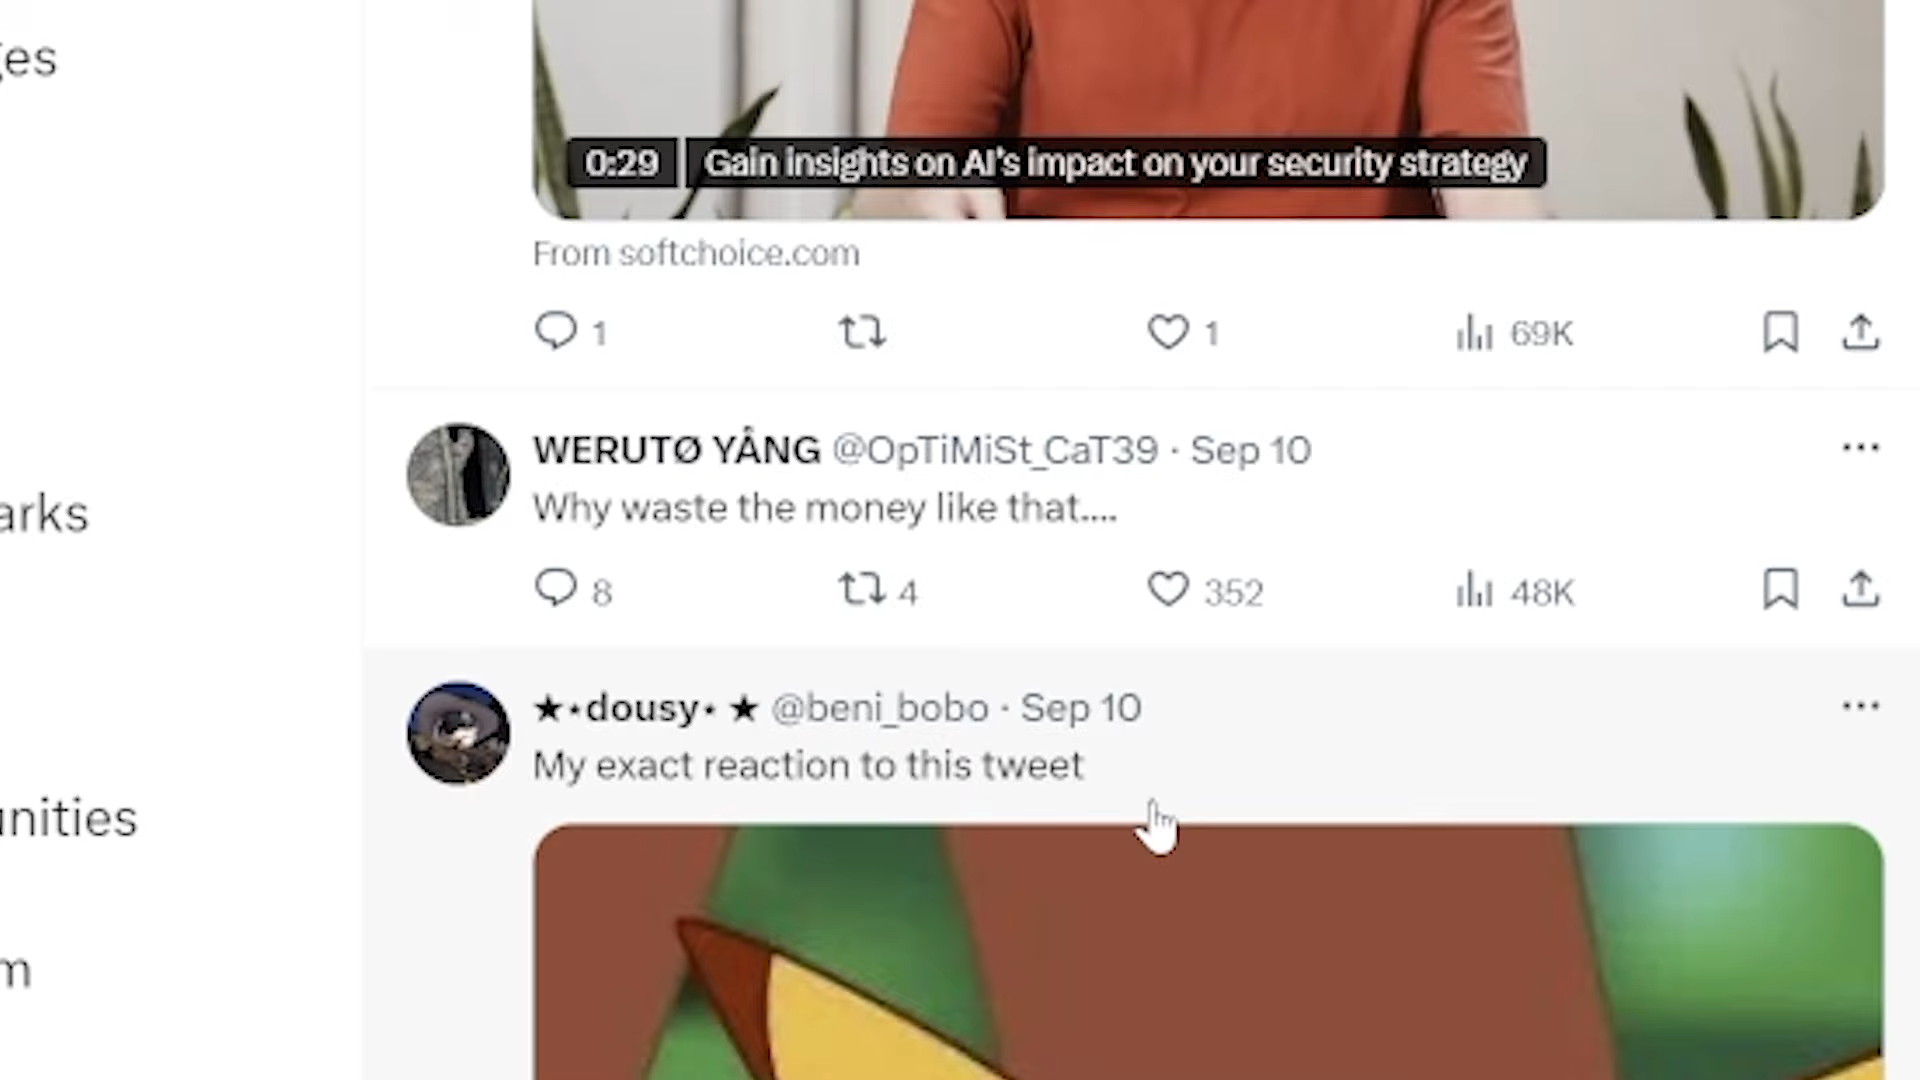 ges
0:29 Gain insights on AI's impact on your security strategy
From softchoice.com
1 1 69K
WERUTØ YÅNG @OpTiMiSt_CaT39 · Sep 10
Why waste the money like that....
arks
8 4 352 48K
★•dousy• ★ @beni_bobo · Sep 10
My exact reaction to this tweet
unities
m